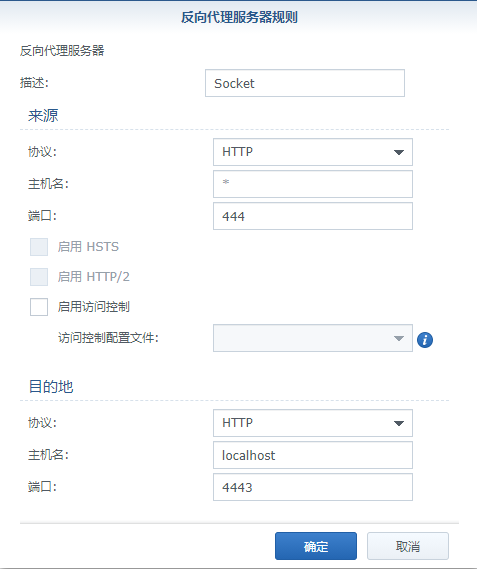 反向代理服务器规则
反向代理服务器
描述: Socket
来源
协议: HTTP
主机名: *
端口: 444
启用 HSTS
启用 HTTP/2
启用访问控制
访问控制配置文件:
目的地
协议: HTTP
主机名: localhost
端口: 4443
确定 取消